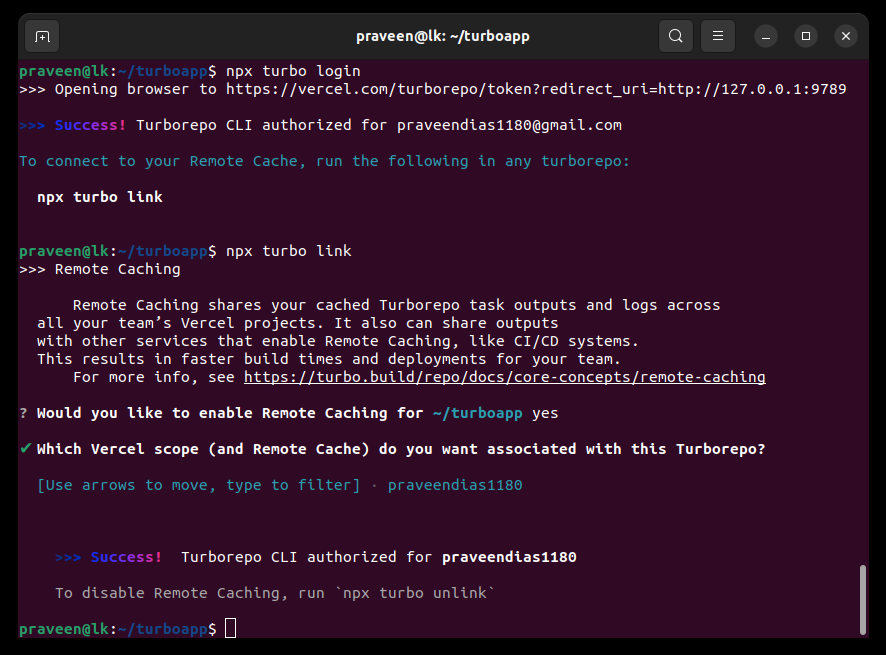 praveen@lk: ~/turboapp
praveen@lk:~/turboapp$ npx turbo login
>>> Opening browser to https://vercel.com/turborepo/token?redirect_uri=http://127.0.0.1:9789
>>> Success! Turborepo CLI authorized for praveendias1180@gmail.com
To connect to your Remote Cache, run the following in any turborepo:
npx turbo link
praveen@lk:~/turboapp$ npx turbo link
>>> Remote Caching
Remote Caching shares your cached Turborepo task outputs and logs across
all your team’s Vercel projects. It also can share outputs
with other services that enable Remote Caching, like CI/CD systems.
This results in faster build times and deployments for your team.
For more info, see https://turbo.build/repo/docs/core-concepts/remote-caching
? Would you like to enable Remote Caching for ~/turboapp yes
✔ Which Vercel scope (and Remote Cache) do you want associated with this Turborepo?
[Use arrows to move, type to filter] · praveendias1180
>>> Success! Turborepo CLI authorized for praveendias1180
To disable Remote Caching, run `npx turbo unlink`
praveen@lk:~/turboapp$